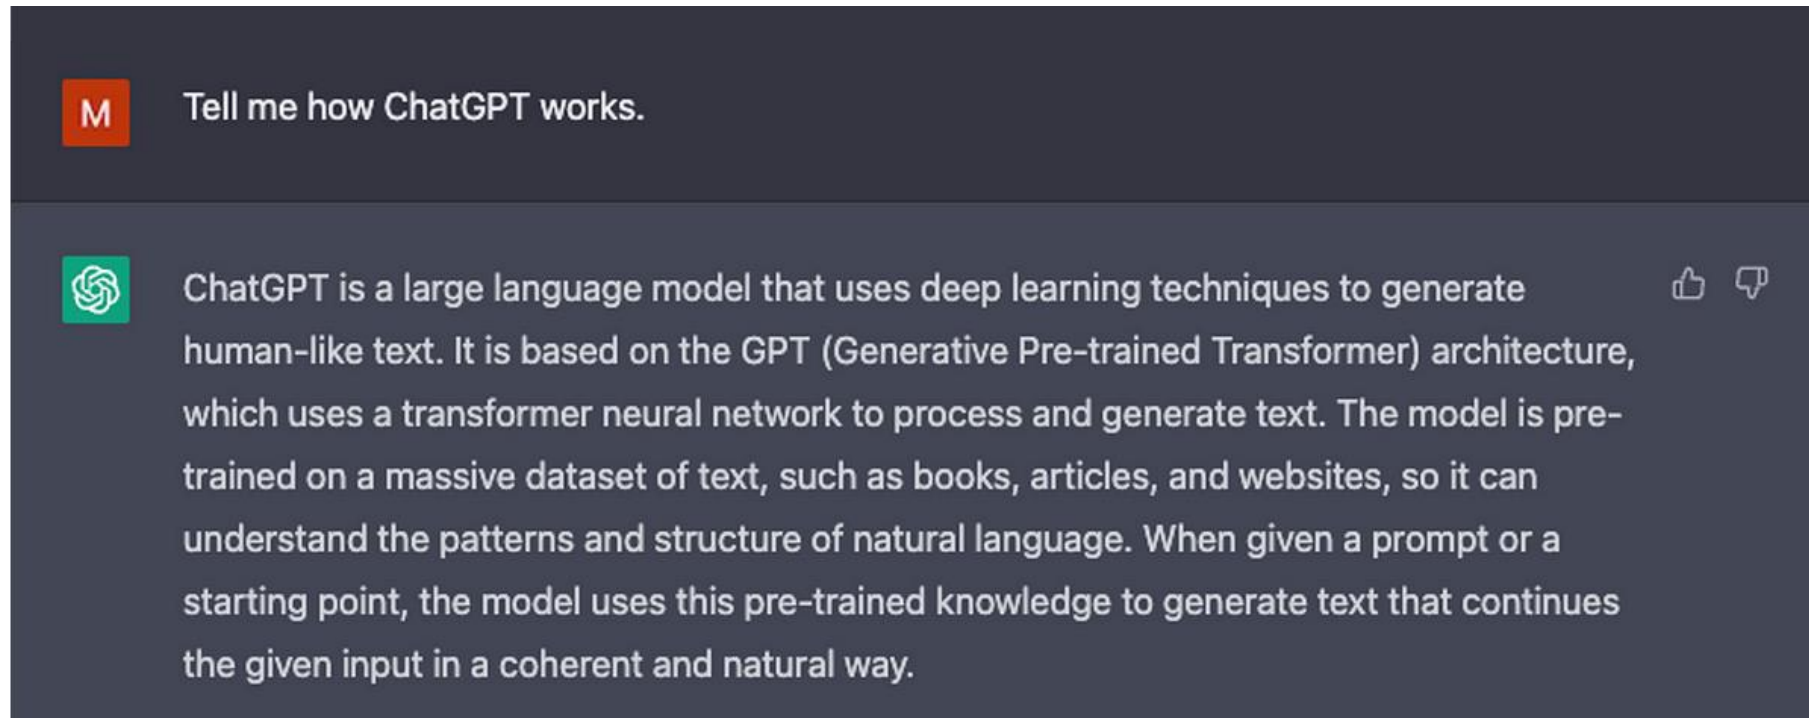 M
Tell me how ChatGPT works.
ChatGPT is a large language model that uses deep learning techniques to generate
human-like text. It is based on the GPT (Generative Pre-trained Transformer) architecture,
which uses a transformer neural network to process and generate text. The model is pre-
trained on a massive dataset of text, such as books, articles, and websites, so it can
understand the patterns and structure of natural language. When given a prompt or a
starting point, the model uses this pre-trained knowledge to generate text that continues
the given input in a coherent and natural way.